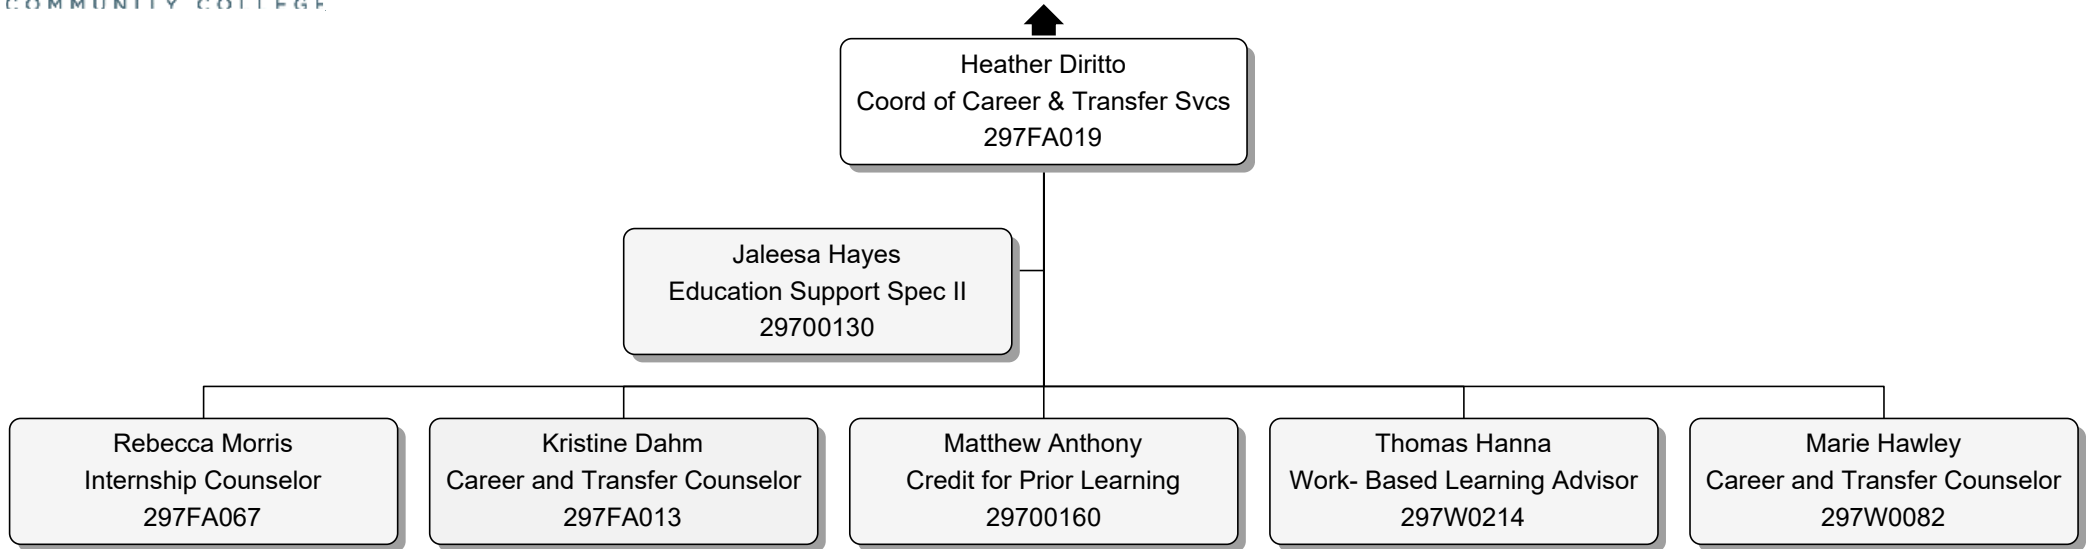 COMMUNITY COLLEGE
Heather Diritto
Coord of Career & Transfer Svcs
297FA019
Jaleesa Hayes
Education Support Spec II
29700130
Rebecca Morris
Internship Counselor
297FA067
Kristine Dahm
Career and Transfer Counselor
297FA013
Matthew Anthony
Credit for Prior Learning
29700160
Thomas Hanna
Work- Based Learning Advisor
297W0214
Marie Hawley
Career and Transfer Counselor
297W0082